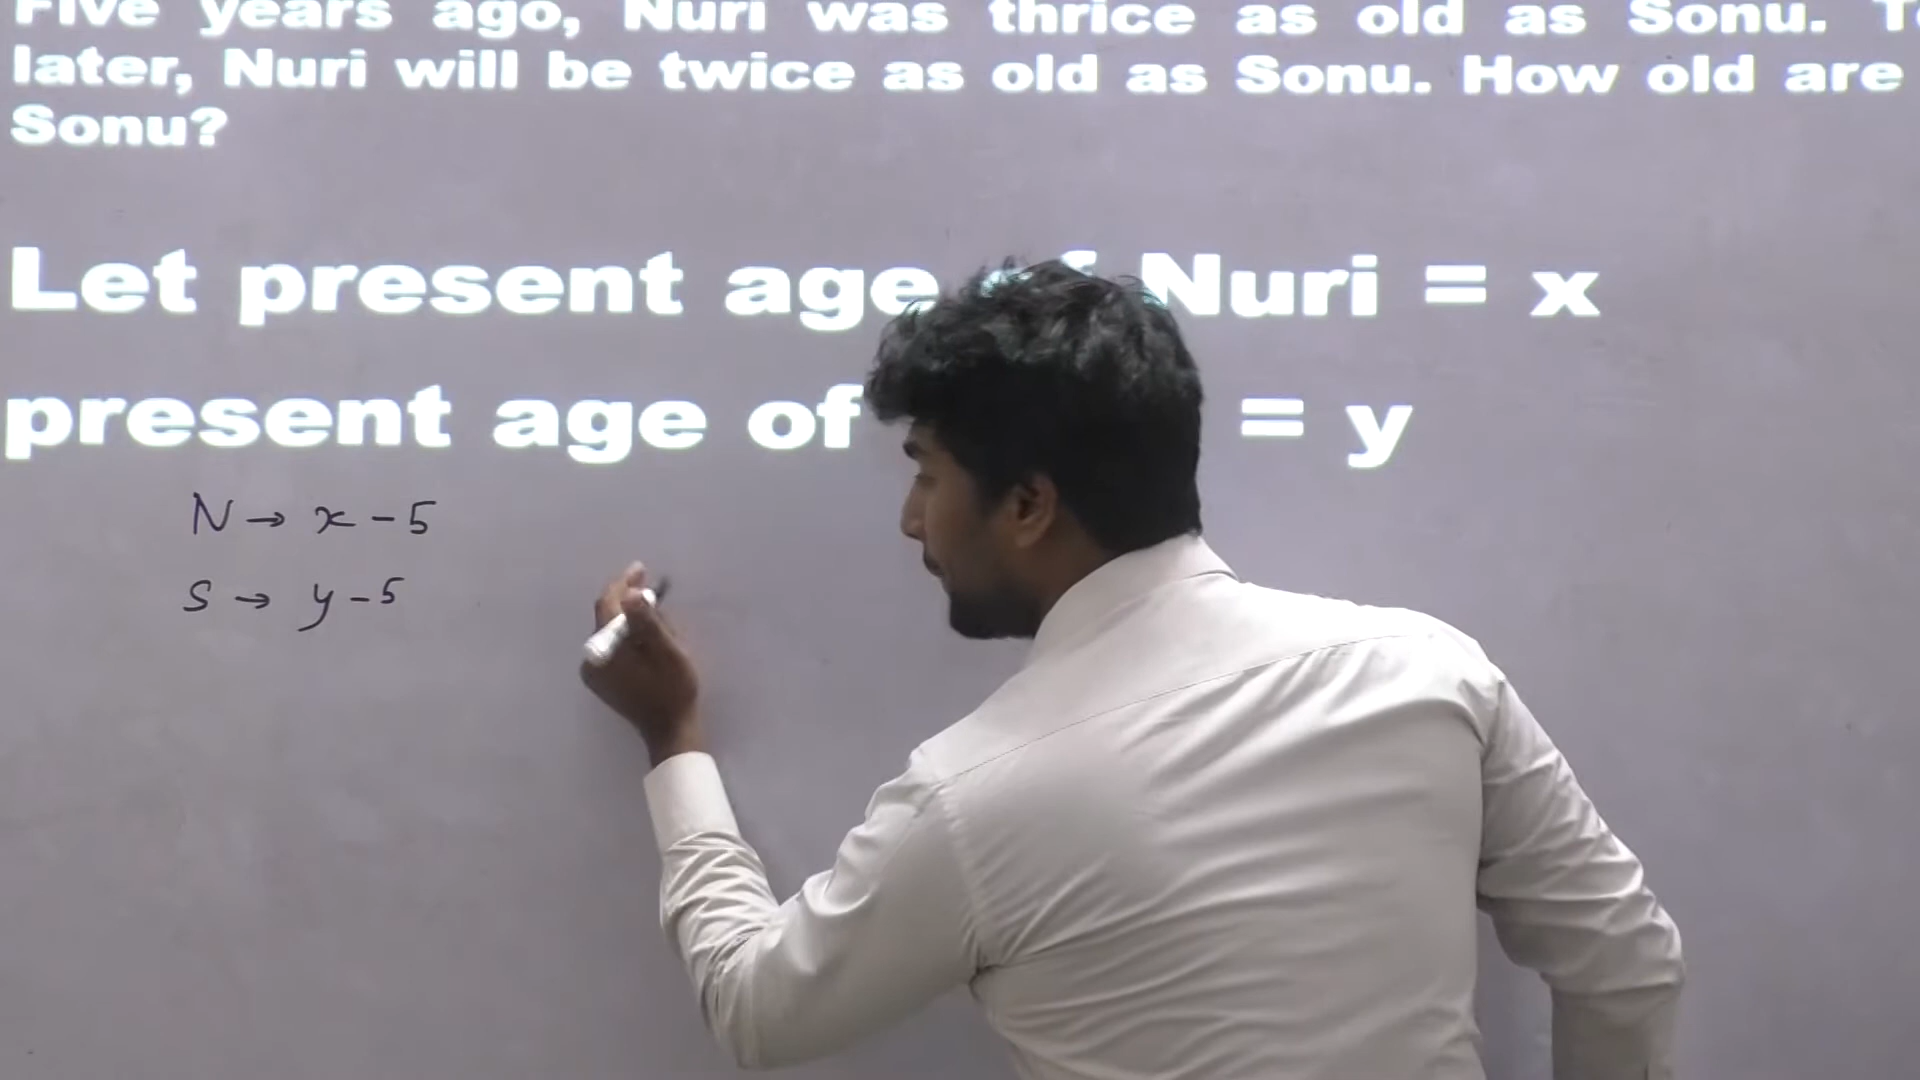 Five years ago, Nuri was thrice as old as Sonu.
later, Nuri will be twice as old as Sonu. How old are
Sonu?
Let present age of Nuri = x
present age of = y
N → x - 5
S → y - 5